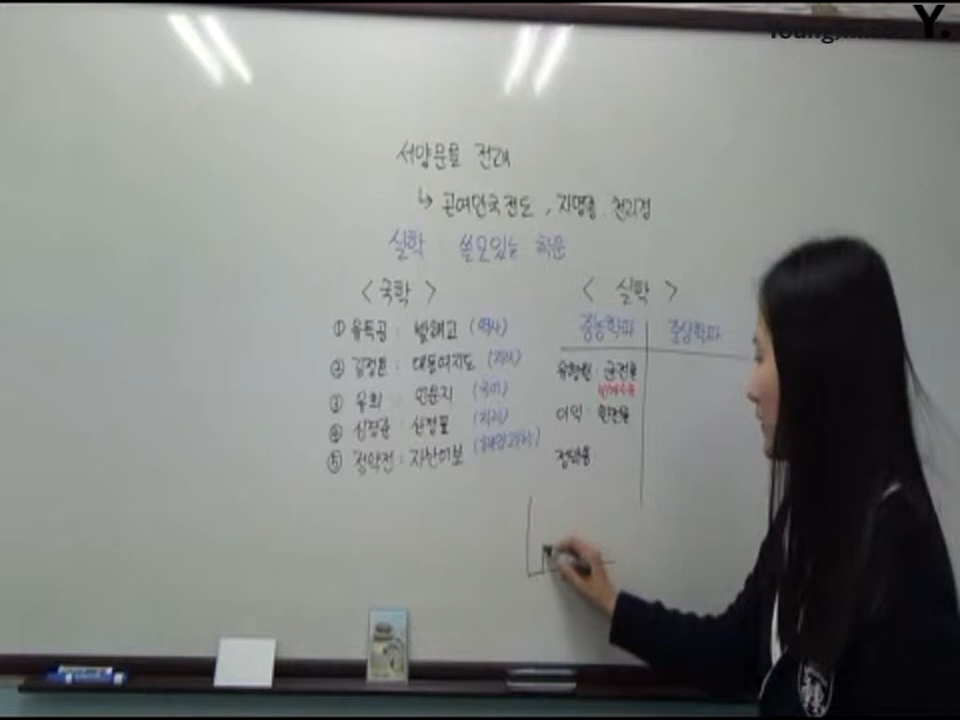 서양문물 전래
↳ 곤여만국전도, 자명종 천리경
실학 쓸모있는 학문
<국학>
① 유득공 : 발해고 (역사)
② 김정호 : 대동여지도 (지리)
③ 유희 : 언문지 (국어)
④ 신경준 : 산경표 (지리)
⑤ 정약전 : 자산어보 (해양과학)
<실학>
중농학파 중상학파
유형원 : 균전론
이익 : 한전론
정약용
Y.